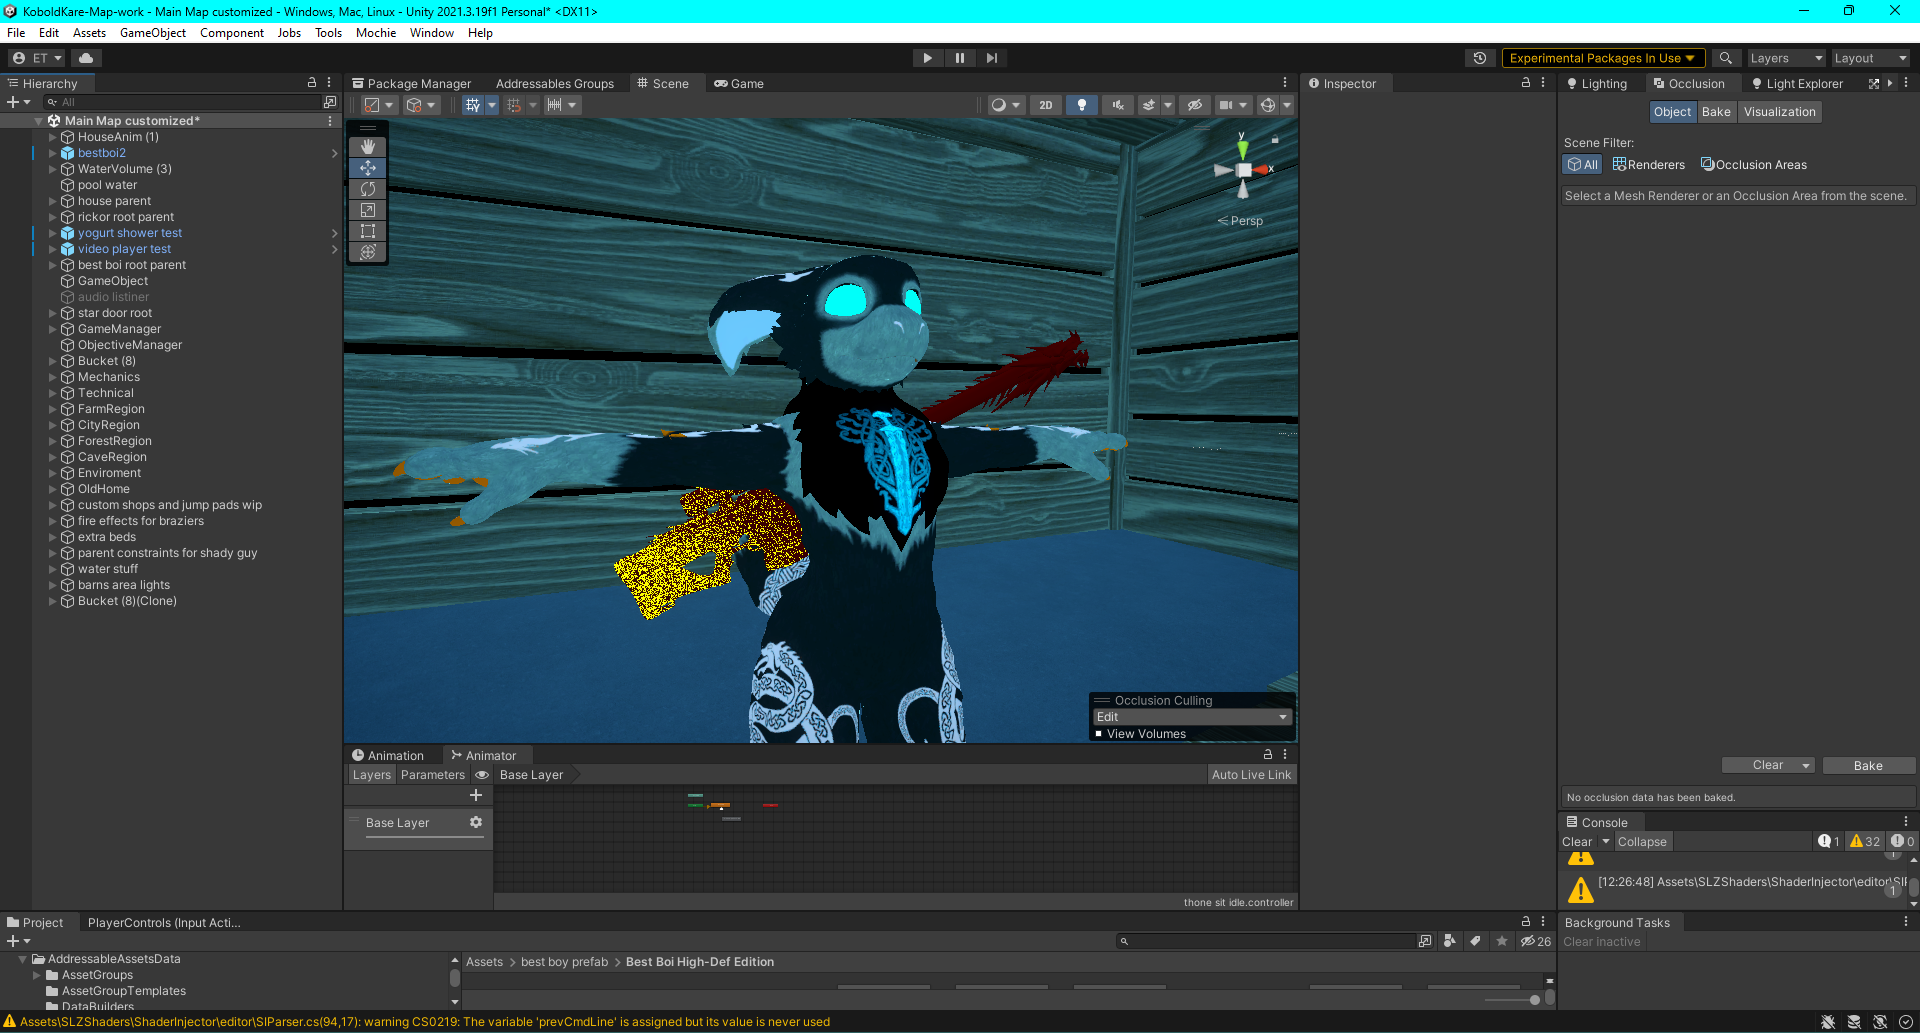 KoboldKare-Map-work - Main Map customized - Windows, Mac, Linux - Unity 2021.3.19f1 Personal* <DX11>
File Edit Assets GameObject Component Jobs Tools Mochie Window Help
ET Experimental Packages In Use Layers Layout
Hierarchy
All
Main Map customized*
HouseAnim (1)
bestboi2
WaterVolume (3)
pool water
house parent
rickor root parent
yogurt shower test
video player test
best boi root parent
GameObject
audio listiner
star door root
GameManager
ObjectiveManager
Bucket (8)
Mechanics
Technical
FarmRegion
CityRegion
ForestRegion
CaveRegion
Enviroment
OldHome
custom shops and jump pads wip
fire effects for braziers
extra beds
parent constraints for shady guy
water stuff
barns area lights
Bucket (8)(Clone)
Package Manager Addressables Groups Scene Game
2D
y
x
Persp
Occlusion Culling
Edit
View Volumes
Animation Animator
Layers Parameters Base Layer Auto Live Link
Base Layer
thone sit idle.controller
Inspector
Lighting Occlusion Light Explorer
Object Bake Visualization
Scene Filter:
All Renderers Occlusion Areas
Select a Mesh Renderer or an Occlusion Area from the scene.
Clear Bake
No occlusion data has been baked.
Console
Clear Collapse 1 32 0
1
[12:26:48] Assets\SLZShaders\ShaderInjector\editor\SIP
1
Project PlayerControls (Input Acti...
26
AddressableAssetsData
AssetGroups
AssetGroupTemplates
DataBuilders
Assets > best boy prefab > Best Boi High-Def Edition
Background Tasks
Clear inactive
Assets\SLZShaders\ShaderInjector\editor\SIParser.cs(94,17): warning CS0219: The variable 'prevCmdLine' is assigned but its value is never used